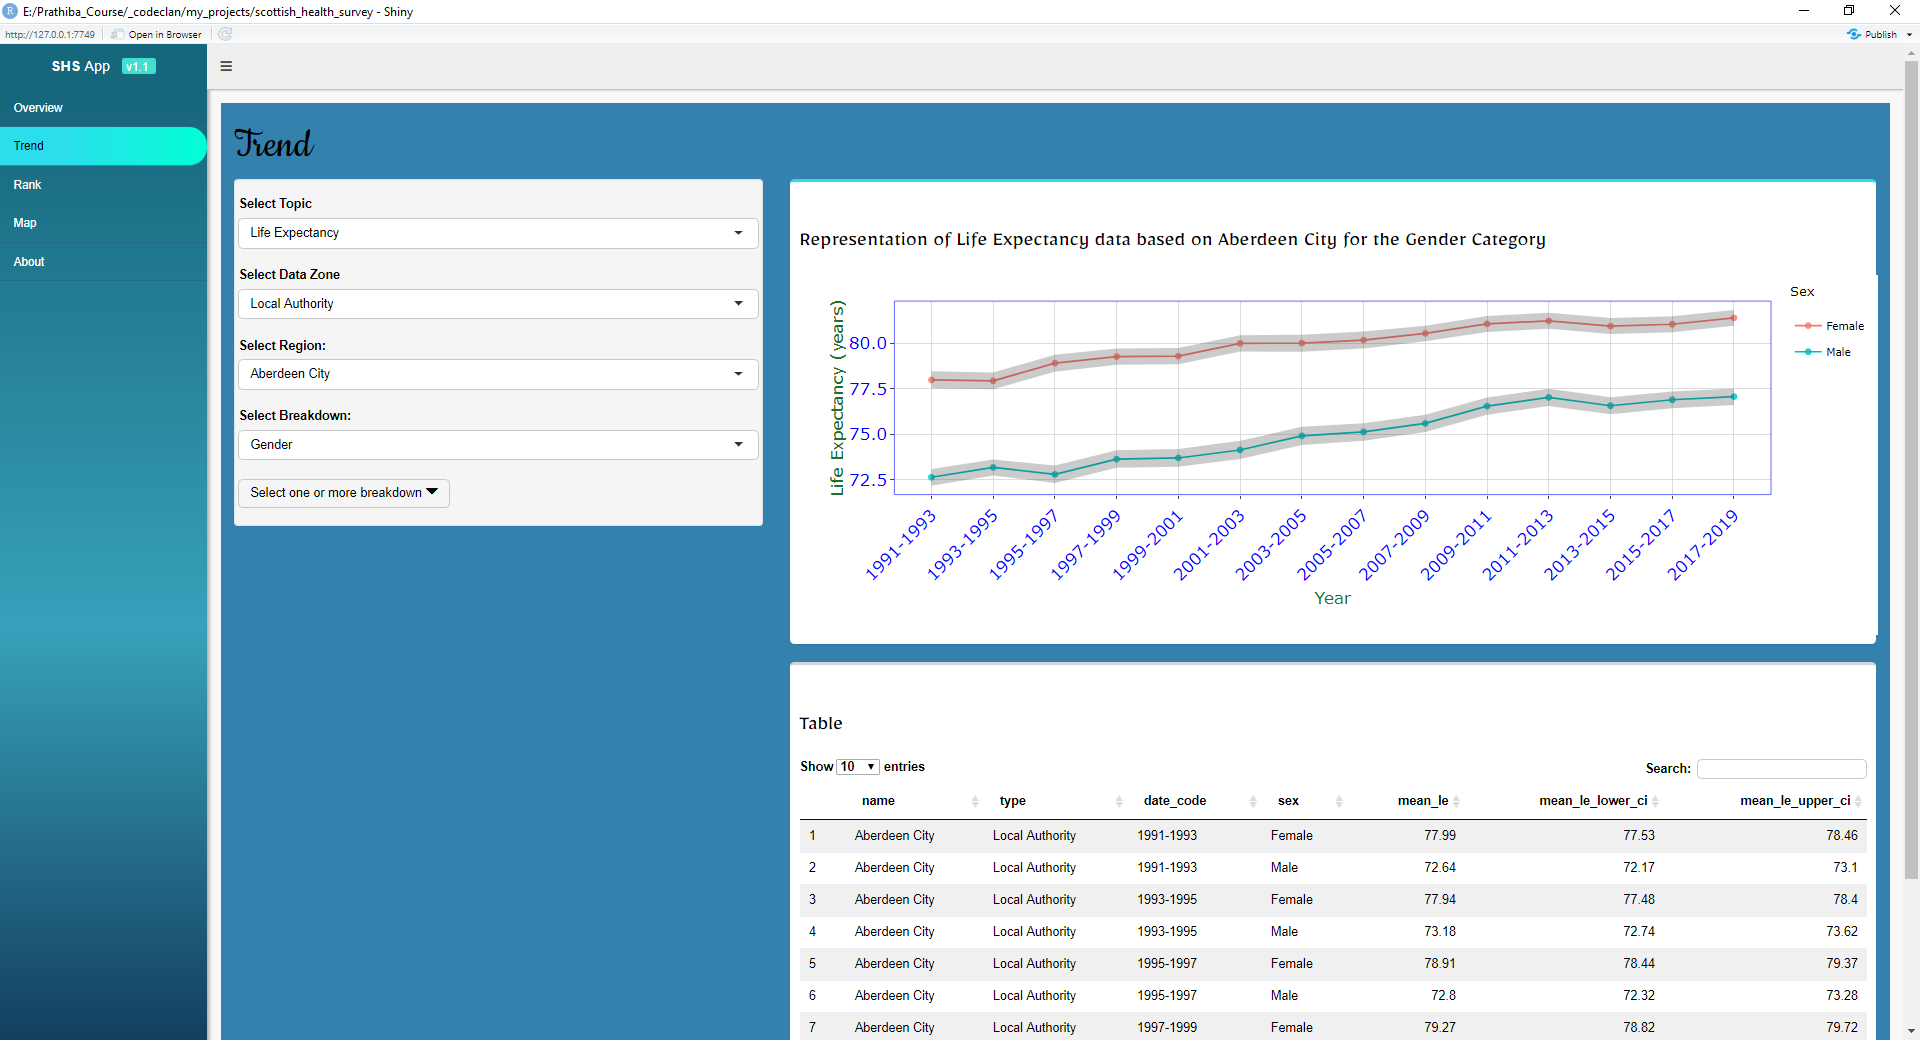 E:/Prathiba_Course/_codeclan/my_projects/scottish_health_survey - Shiny
http://127.0.0.1:7749
Open in Browser
Publish
SHS App v1.1
Overview
Trend
Rank
Map
About
Trend
Select Topic
Life Expectancy
Select Data Zone
Local Authority
Select Region:
Aberdeen City
Select Breakdown:
Gender
Select one or more breakdown
Representation of Life Expectancy data based on Aberdeen City for the Gender Category
Life Expectancy (years)
80.0
77.5
75.0
72.5
1991-1993
1993-1995
1995-1997
1997-1999
1999-2001
2001-2003
2003-2005
2005-2007
2007-2009
2009-2011
2011-2013
2013-2015
2015-2017
2017-2019
Year
Sex
Female
Male
Table
Show 10 entries
Search:
name type date_code sex mean_le mean_le_lower_ci mean_le_upper_ci
1 Aberdeen City Local Authority 1991-1993 Female 77.99 77.53 78.46
2 Aberdeen City Local Authority 1991-1993 Male 72.64 72.17 73.1
3 Aberdeen City Local Authority 1993-1995 Female 77.94 77.48 78.4
4 Aberdeen City Local Authority 1993-1995 Male 73.18 72.74 73.62
5 Aberdeen City Local Authority 1995-1997 Female 78.91 78.44 79.37
6 Aberdeen City Local Authority 1995-1997 Male 72.8 72.32 73.28
7 Aberdeen City Local Authority 1997-1999 Female 79.27 78.82 79.72